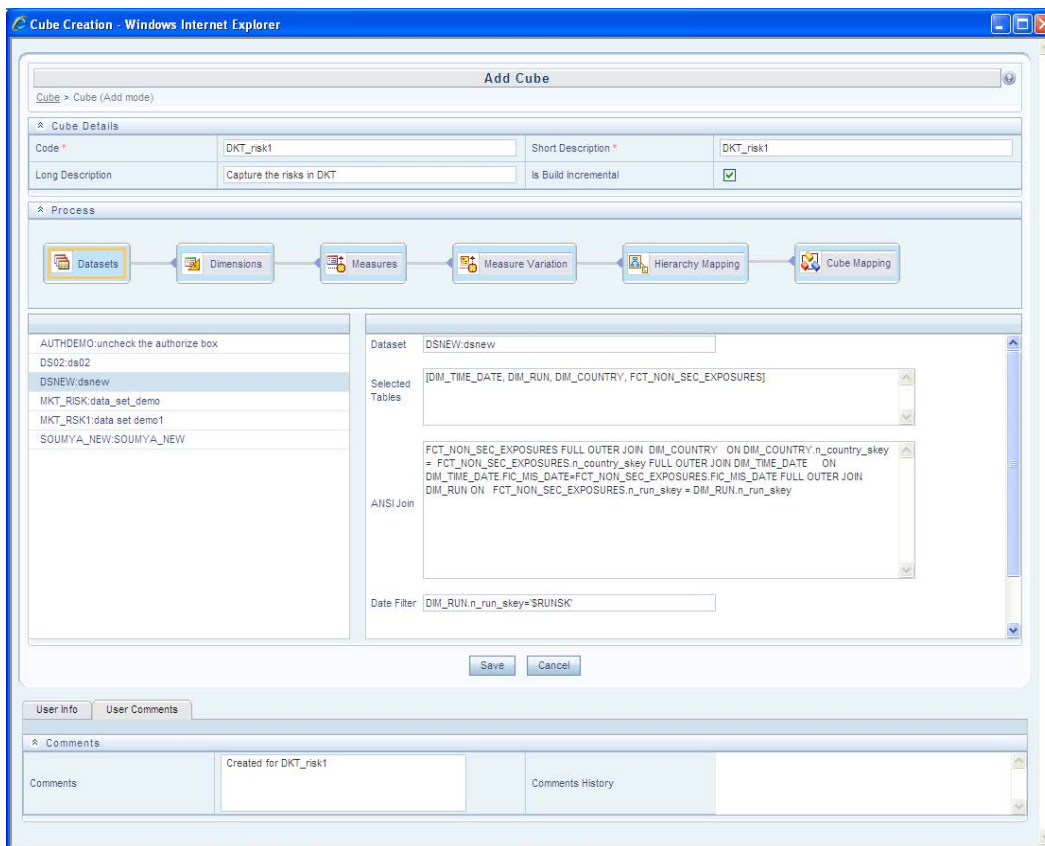 Cube Creation - Windows Internet Explorer
Add Cube
Cube > Cube (Add mode)
Cube Details
Code * DKT_risk1 Short Description * DKT_risk1
Long Description Capture the risks in DKT Is Build Incremental
Process
Datasets Dimensions Measures Measure Variation Hierarchy Mapping Cube Mapping
AUTHDEMO:uncheck the authorize box
DS02:ds02
DSNEW:dsnew
MKT_RISK:data_set_demo
MKT_RSK1:data set demo1
SOUMYA_NEW:SOUMYA_NEW
Dataset DSNEW:dsnew
Selected Tables
[DIM_TIME_DATE, DIM_RUN, DIM_COUNTRY, FCT_NON_SEC_EXPOSURES]
ANSI Join
FCT_NON_SEC_EXPOSURES FULL OUTER JOIN DIM_COUNTRY ON DIM_COUNTRY.n_country_skey
= FCT_NON_SEC_EXPOSURES.n_country_skey FULL OUTER JOIN DIM_TIME_DATE ON
DIM_TIME_DATE.FIC_MIS_DATE=FCT_NON_SEC_EXPOSURES.FIC_MIS_DATE FULL OUTER JOIN
DIM_RUN ON FCT_NON_SEC_EXPOSURES.n_run_skey = DIM_RUN.n_run_skey
Date Filter DIM_RUN.n_run_skey='$RUNSK'
Save Cancel
User Info User Comments
Comments
Comments Created for DKT_risk1 Comments History